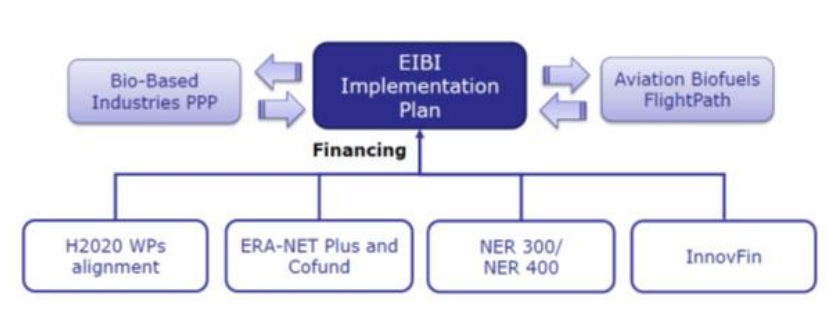 EIBI
Implementation
Plan
Bio-Based
Industries PPP
Aviation Biofuels
FlightPath
Financing
H2020 WPs
alignment
ERA-NET Plus and
Cofund
NER 300/
NER 400
InnovFin